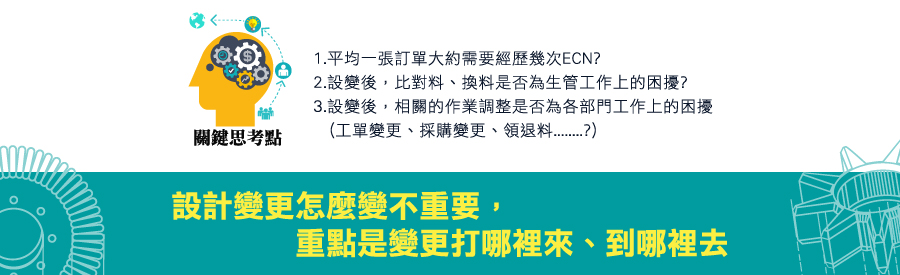 1.平均一張訂單大約需要經歷幾次ECN?
2.設變後，比對料、換料是否為生管工作上的困擾?
3.設變後，相關的作業調整是否為各部門工作上的困擾
(工單變更、採購變更、領退料........?)
關鍵思考點
設計變更怎麼變不重要，
重點是變更打哪裡來、到哪裡去